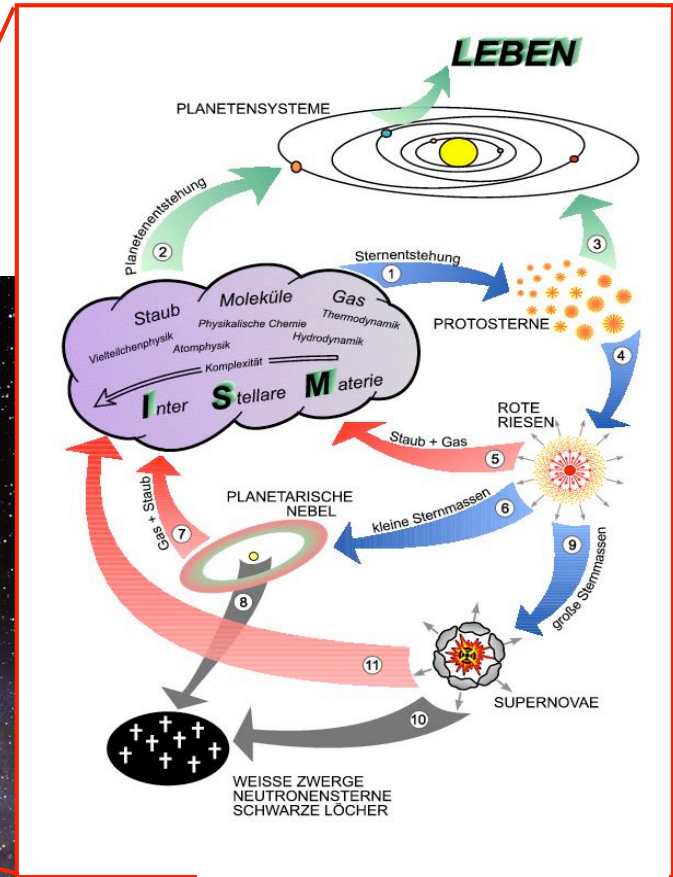 LEBEN
PLANETENSYSTEME
Planetenentstehung
2
Sternentstehung
1
3
PROTOSTERNE
4
Staub
Moleküle
Gas
Physikalische Chemie
Thermodynamik
Vielteilchenphysik
Atomphysik
Hydrodynamik
Komplexität
Inter Stellare Materie
ROTE
RIESEN
Staub + Gas
5
kleine Sternmassen
6
Gas + Staub
7
PLANETARISCHE
NEBEL
8
9
große Sternmassen
11
SUPERNOVAE
10
WEISSE ZWERGE
NEUTRONENSTERNE
SCHWARZE LÖCHER